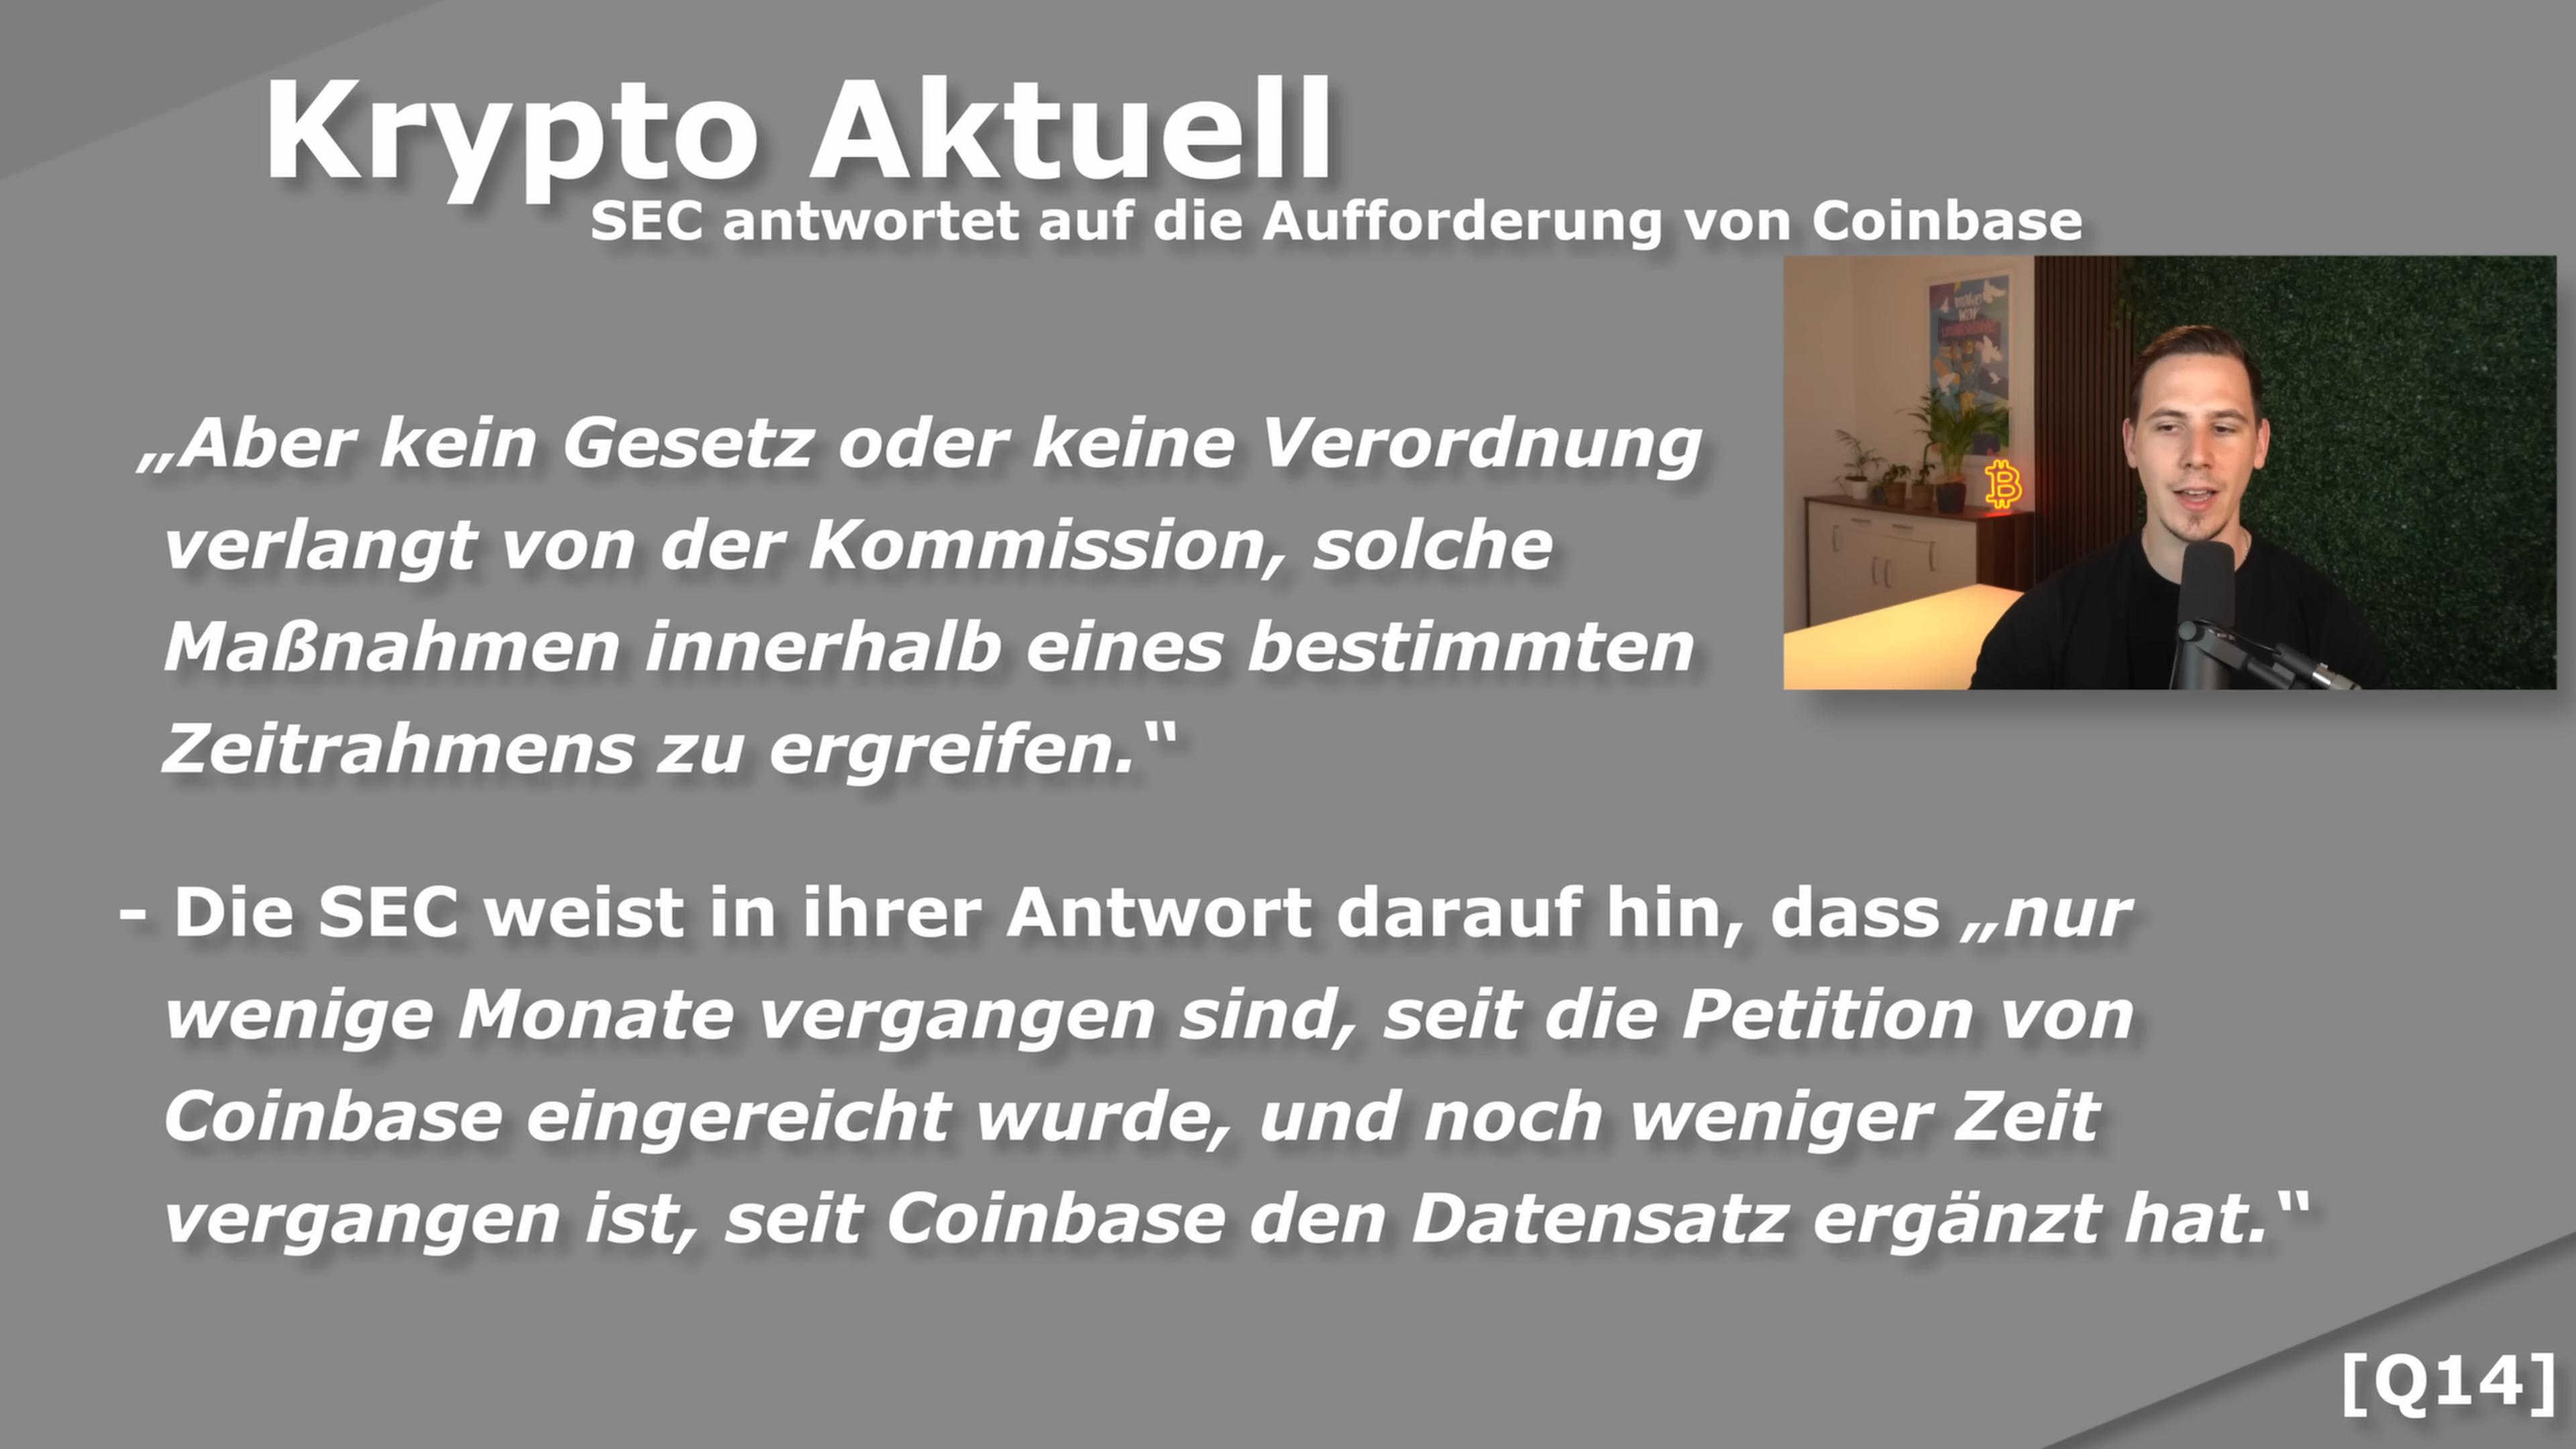 Krypto Aktuell
SEC antwortet auf die Aufforderung von Coinbase
„Aber kein Gesetz oder keine Verordnung
verlangt von der Kommission, solche
Maßnahmen innerhalb eines bestimmten
Zeitrahmens zu ergreifen.“
- Die SEC weist in ihrer Antwort darauf hin, dass „nur
wenige Monate vergangen sind, seit die Petition von
Coinbase eingereicht wurde, und noch weniger Zeit
vergangen ist, seit Coinbase den Datensatz ergänzt hat.“
[Q14]